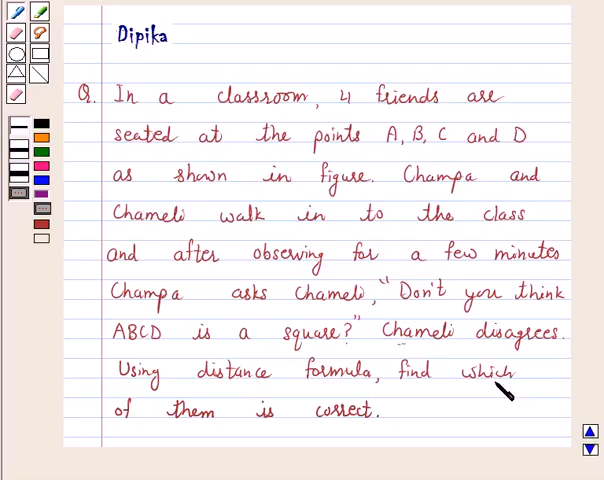 Dipika
Q. In a classroom, 4 friends are
seated at the points A, B, C and D
as shown in figure. Champa and
Chameli walk in to the class
and after observing for a few minutes
Champa asks Chameli, "Don't you think
ABCD is a square?" Chameli disagrees.
Using distance formula, find which
of them is correct.